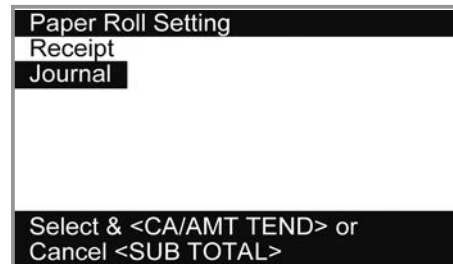 Paper Roll Setting
Receipt
Journal
Select & <CA/AMT TEND> or
Cancel <SUB TOTAL>